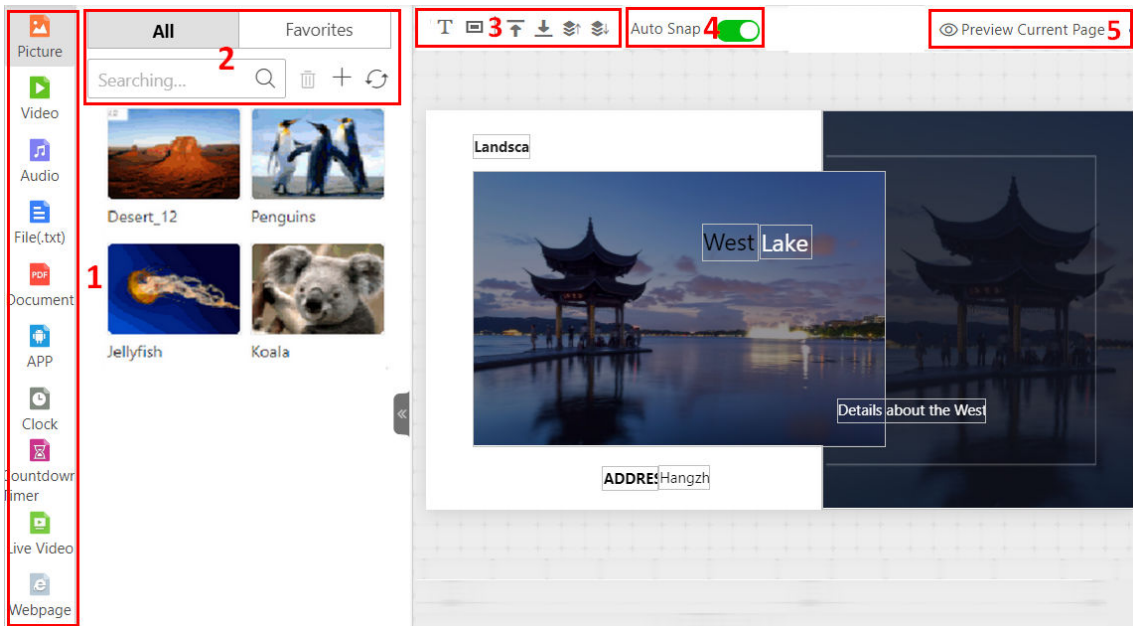 Picture
Video
Audio
File(.txt)
PDF
Document
APP
Clock
Countdown
Timer
Live Video
Webpage
1
All
Favorites
2
Searching...
Desert_12
Penguins
Jellyfish
Koala
«
T
3
Auto Snap
4
Preview Current Page
5
Landsca
West
Lake
Details about the West
ADDRES
Hangzh